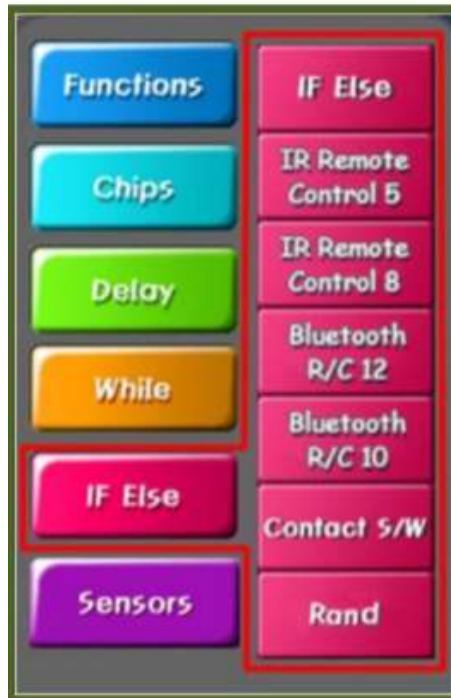 Functions
Chips
Delay
While
IF Else
Sensors
IF Else
IR Remote
Control 5
IR Remote
Control 8
Bluetooth
R/C 12
Bluetooth
R/C 10
Contact S/W
Rand